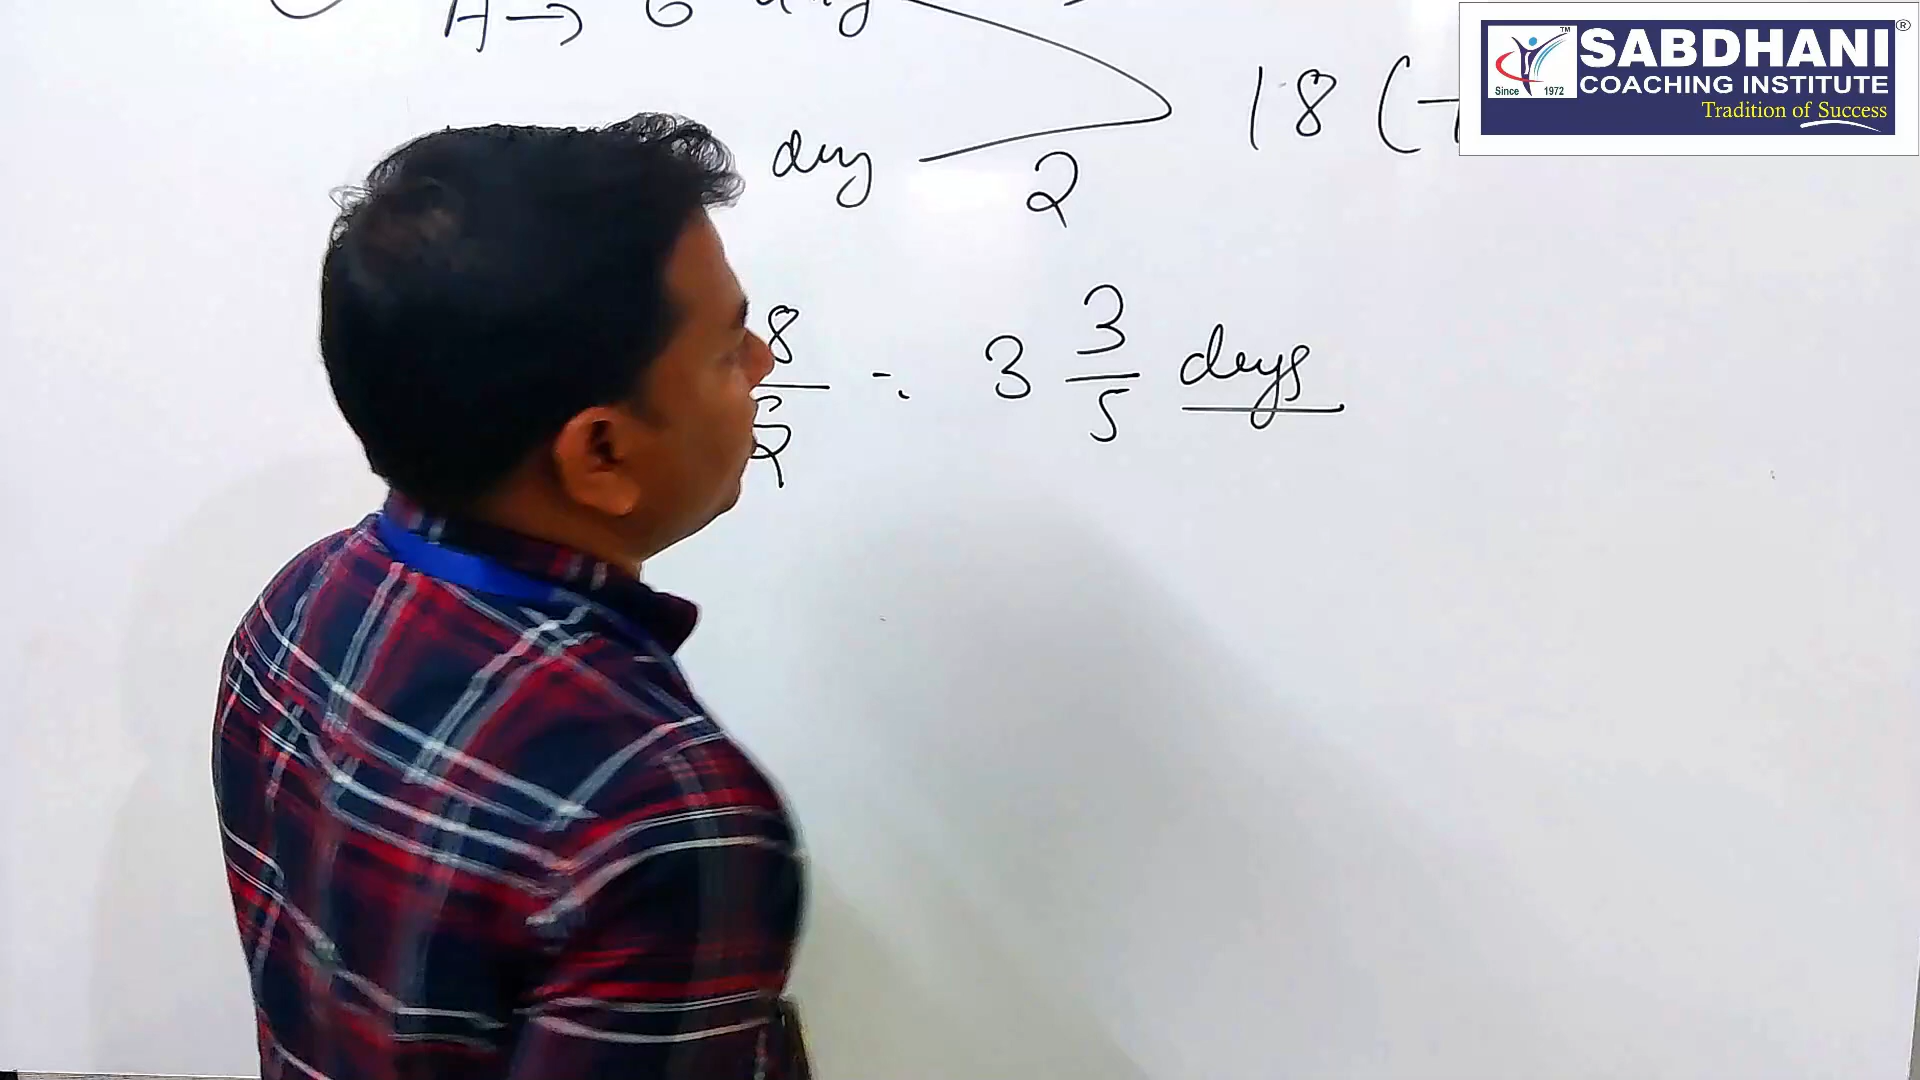 A → 6 day
day
2
18 (
8/5 = 3 3/5 days
SABDHANI®
COACHING INSTITUTE
Tradition of Success
Since 1972
TM